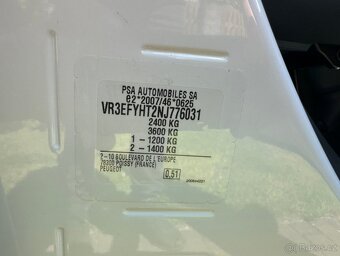 PSA AUTOMOBILES SA
e2*2007/46*0625
VR3EFYHT2NJ776031
2400 KG
3600 KG
1 - 1200 KG
2 - 1400 KG
2-10 BOULEVARD DE L'EUROPE
78300 POISSY (FRANCE)
PEUGEOT
0.51